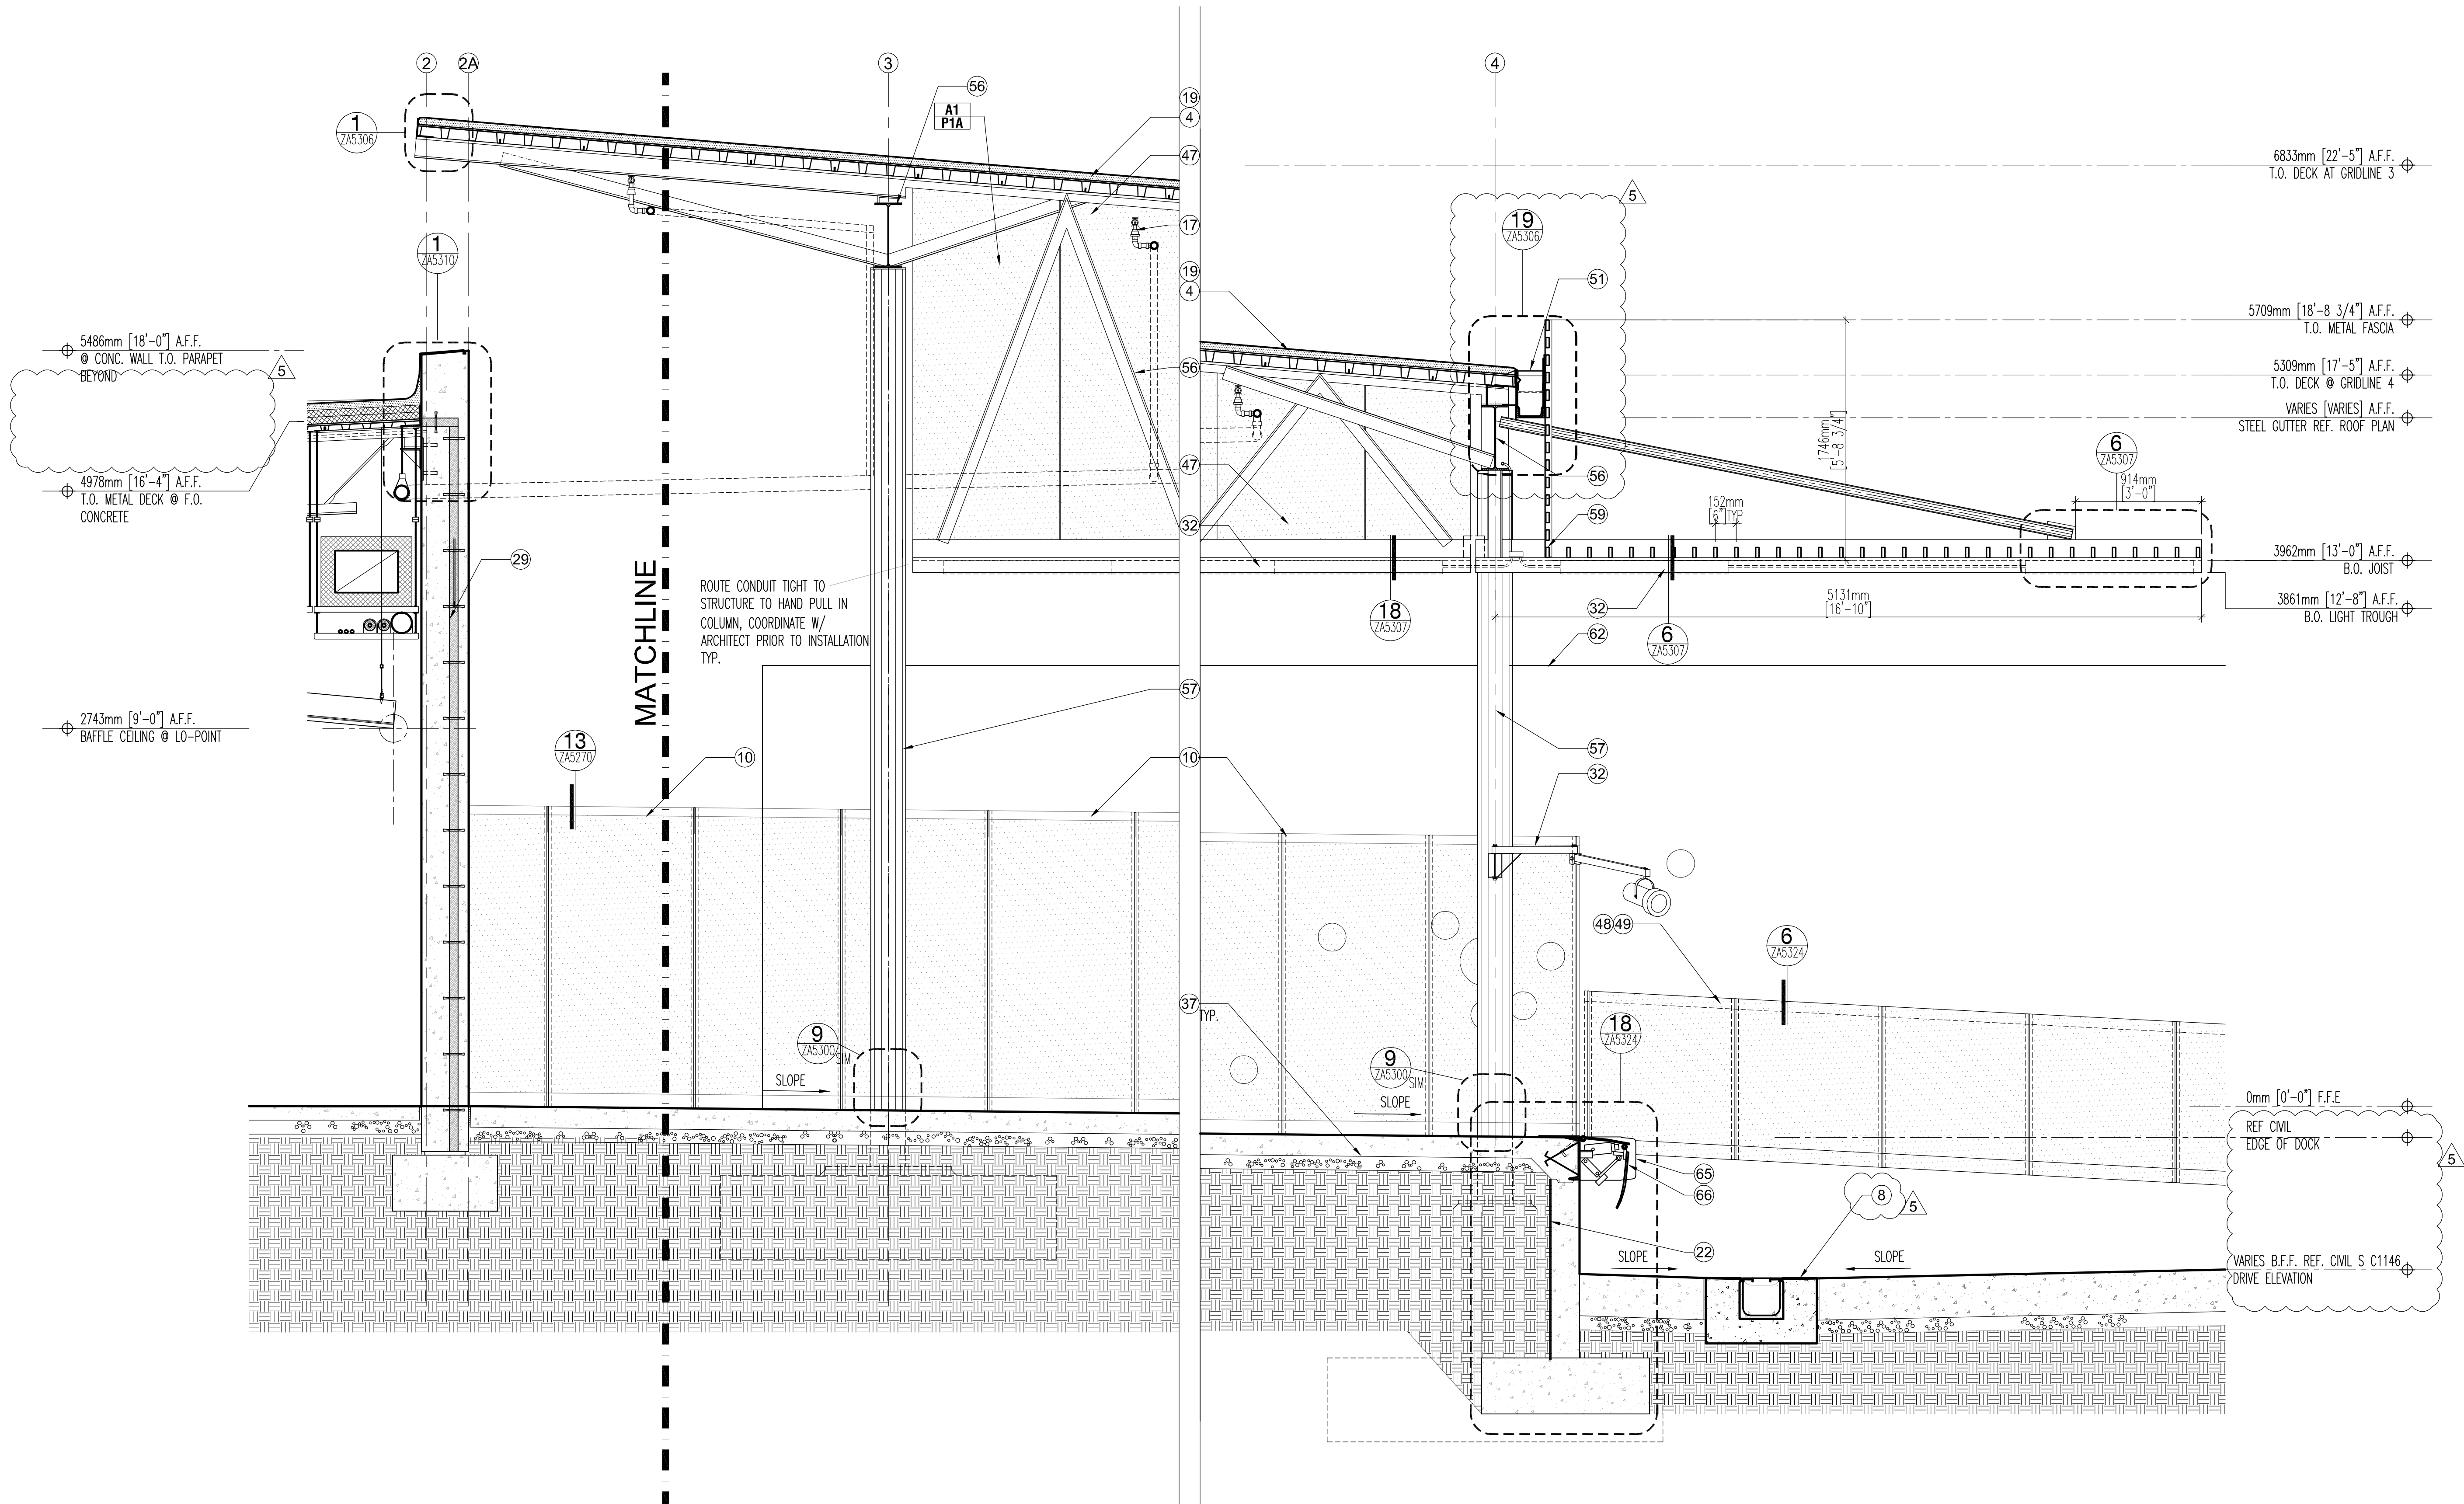 2
2A
3
4
56
A1
P1A
19
4
47
17
19
4
56
47
32
1
ZA5306
1
ZA5310
5486mm [18'-0"] A.F.F.
@ CONC. WALL T.O. PARAPET
BEYOND
5
4978mm [16'-4"] A.F.F.
T.O. METAL DECK @ F.O.
CONCRETE
29
2743mm [9'-0"] A.F.F.
BAFFLE CEILING @ LO-POINT
MATCHLINE
ROUTE CONDUIT TIGHT TO
STRUCTURE TO HAND PULL IN
COLUMN, COORDINATE W/
ARCHITECT PRIOR TO INSTALLATION
TYP.
57
13
ZA5270
10
10
37
TYP.
9
ZA5300
SIM
SLOPE
5
19
ZA5306
51
56
59
1746mm
[5'-8 3/4"]
152mm
[6"]TYP
6
ZA5307
914mm
[3'-0"]
18
ZA5307
32
62
6
ZA5307
5131mm
[16'-10"]
57
32
48
49
6
ZA5324
18
ZA5324
9
ZA5300
SIM
SLOPE
65
66
8
5
22
SLOPE
SLOPE
6833mm [22'-5"] A.F.F.
T.O. DECK AT GRIDLINE 3
5709mm [18'-8 3/4"] A.F.F.
T.O. METAL FASCIA
5309mm [17'-5"] A.F.F.
T.O. DECK @ GRIDLINE 4
VARIES [VARIES] A.F.F.
STEEL GUTTER REF. ROOF PLAN
3962mm [13'-0"] A.F.F.
B.O. JOIST
3861mm [12'-8"] A.F.F.
B.O. LIGHT TROUGH
0mm [0'-0"] F.F.E
REF CIVIL
EDGE OF DOCK
5
VARIES B.F.F. REF. CIVIL S C1146
DRIVE ELEVATION